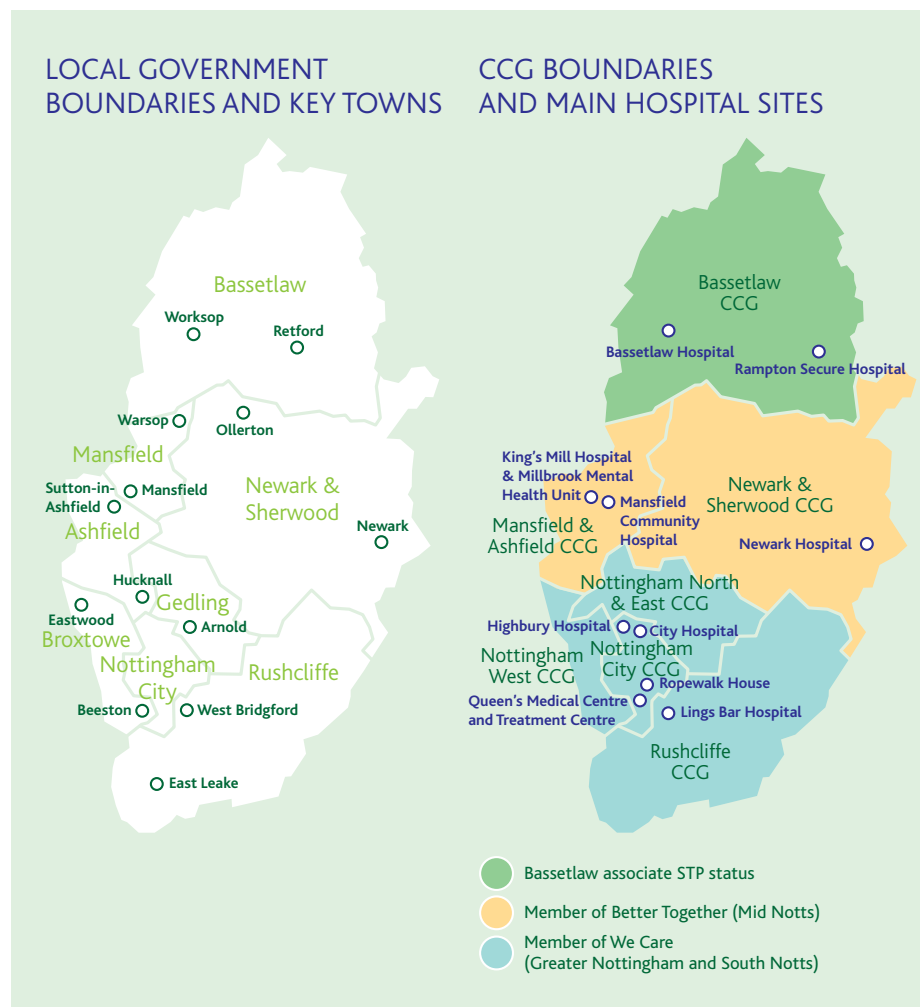 LOCAL GOVERNMENT
BOUNDARIES AND KEY TOWNS
Bassetlaw
Worksop
Retford
Warsop
Ollerton
Mansfield
Sutton-in-
Ashfield
Mansfield
Newark &
Sherwood
Ashfield
Newark
Hucknall
Gedling
Eastwood
Arnold
Broxtowe
Nottingham
City
Rushcliffe
Beeston
West Bridgford
East Leake
CCG BOUNDARIES
AND MAIN HOSPITAL SITES
Bassetlaw
CCG
Bassetlaw Hospital
Rampton Secure Hospital
King's Mill Hospital
& Millbrook Mental
Health Unit
Mansfield
Community
Hospital
Newark &
Sherwood CCG
Mansfield &
Ashfield CCG
Newark Hospital
Nottingham North
& East CCG
Highbury Hospital
City Hospital
Nottingham
West CCG
Nottingham
City CCG
Ropewalk House
Queen's Medical Centre
and Treatment Centre
Lings Bar Hospital
Rushcliffe
CCG
Bassetlaw associate STP status
Member of Better Together (Mid Notts)
Member of We Care
(Greater Nottingham and South Notts)